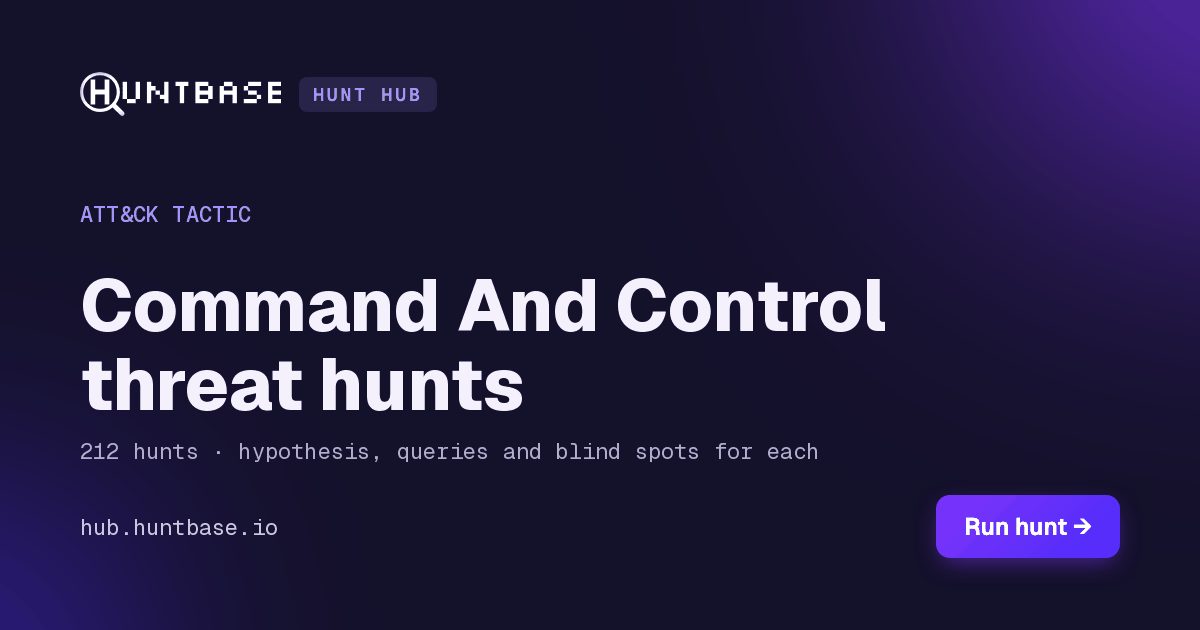 HUNTBASE HUNT HUB
ATT&CK TACTIC
Command And Control
threat hunts
212 hunts · hypothesis, queries and blind spots for each
hub.huntbase.io
Run hunt →